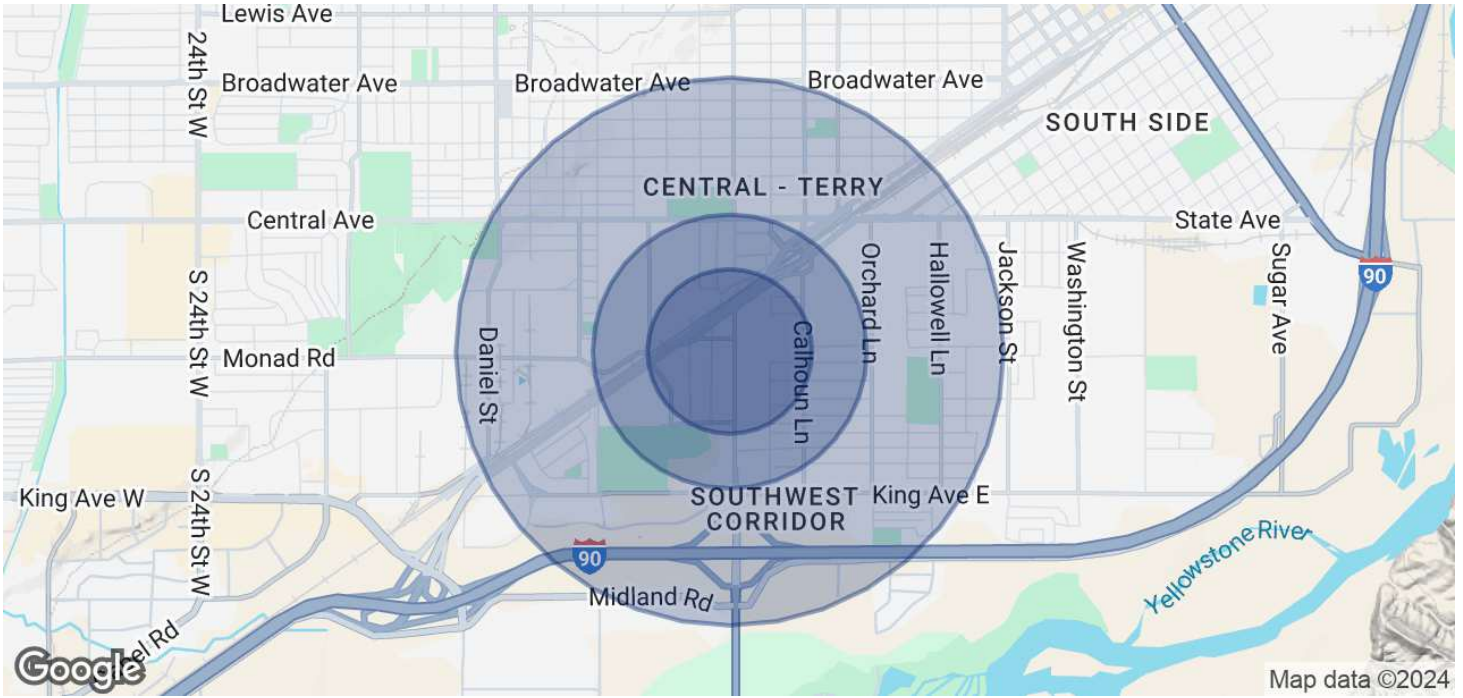 Lewis Ave
24th St W
Broadwater Ave
Broadwater Ave
Broadwater Ave
SOUTH SIDE
CENTRAL - TERRY
Central Ave
State Ave
S 24th St W
Orchard Ln
Hallowell Ln
Jackson St
Washington St
Sugar Ave
90
Monad Rd
Daniel St
Calhoun Ln
King Ave W
S 24th St W
SOUTHWEST
CORRIDOR
King Ave E
90
Midland Rd
Yellowstone River
Rd
Google
Map data ©2024